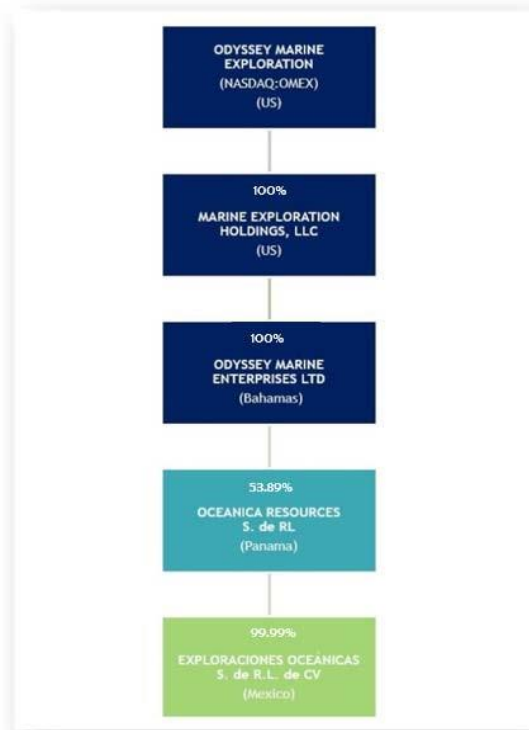 ODYSSEY MARINE
EXPLORATION
(NASDAQ:OMEX)
(US)
100%
MARINE EXPLORATION
HOLDINGS, LLC
(US)
100%
ODYSSEY MARINE
ENTERPRISES LTD
(Bahamas)
53.89%
OCEANICA RESOURCES
S. de RL
(Panama)
99.99%
EXPLORACIONES OCEÁNICAS
S. de R.L. de CV
(Mexico)